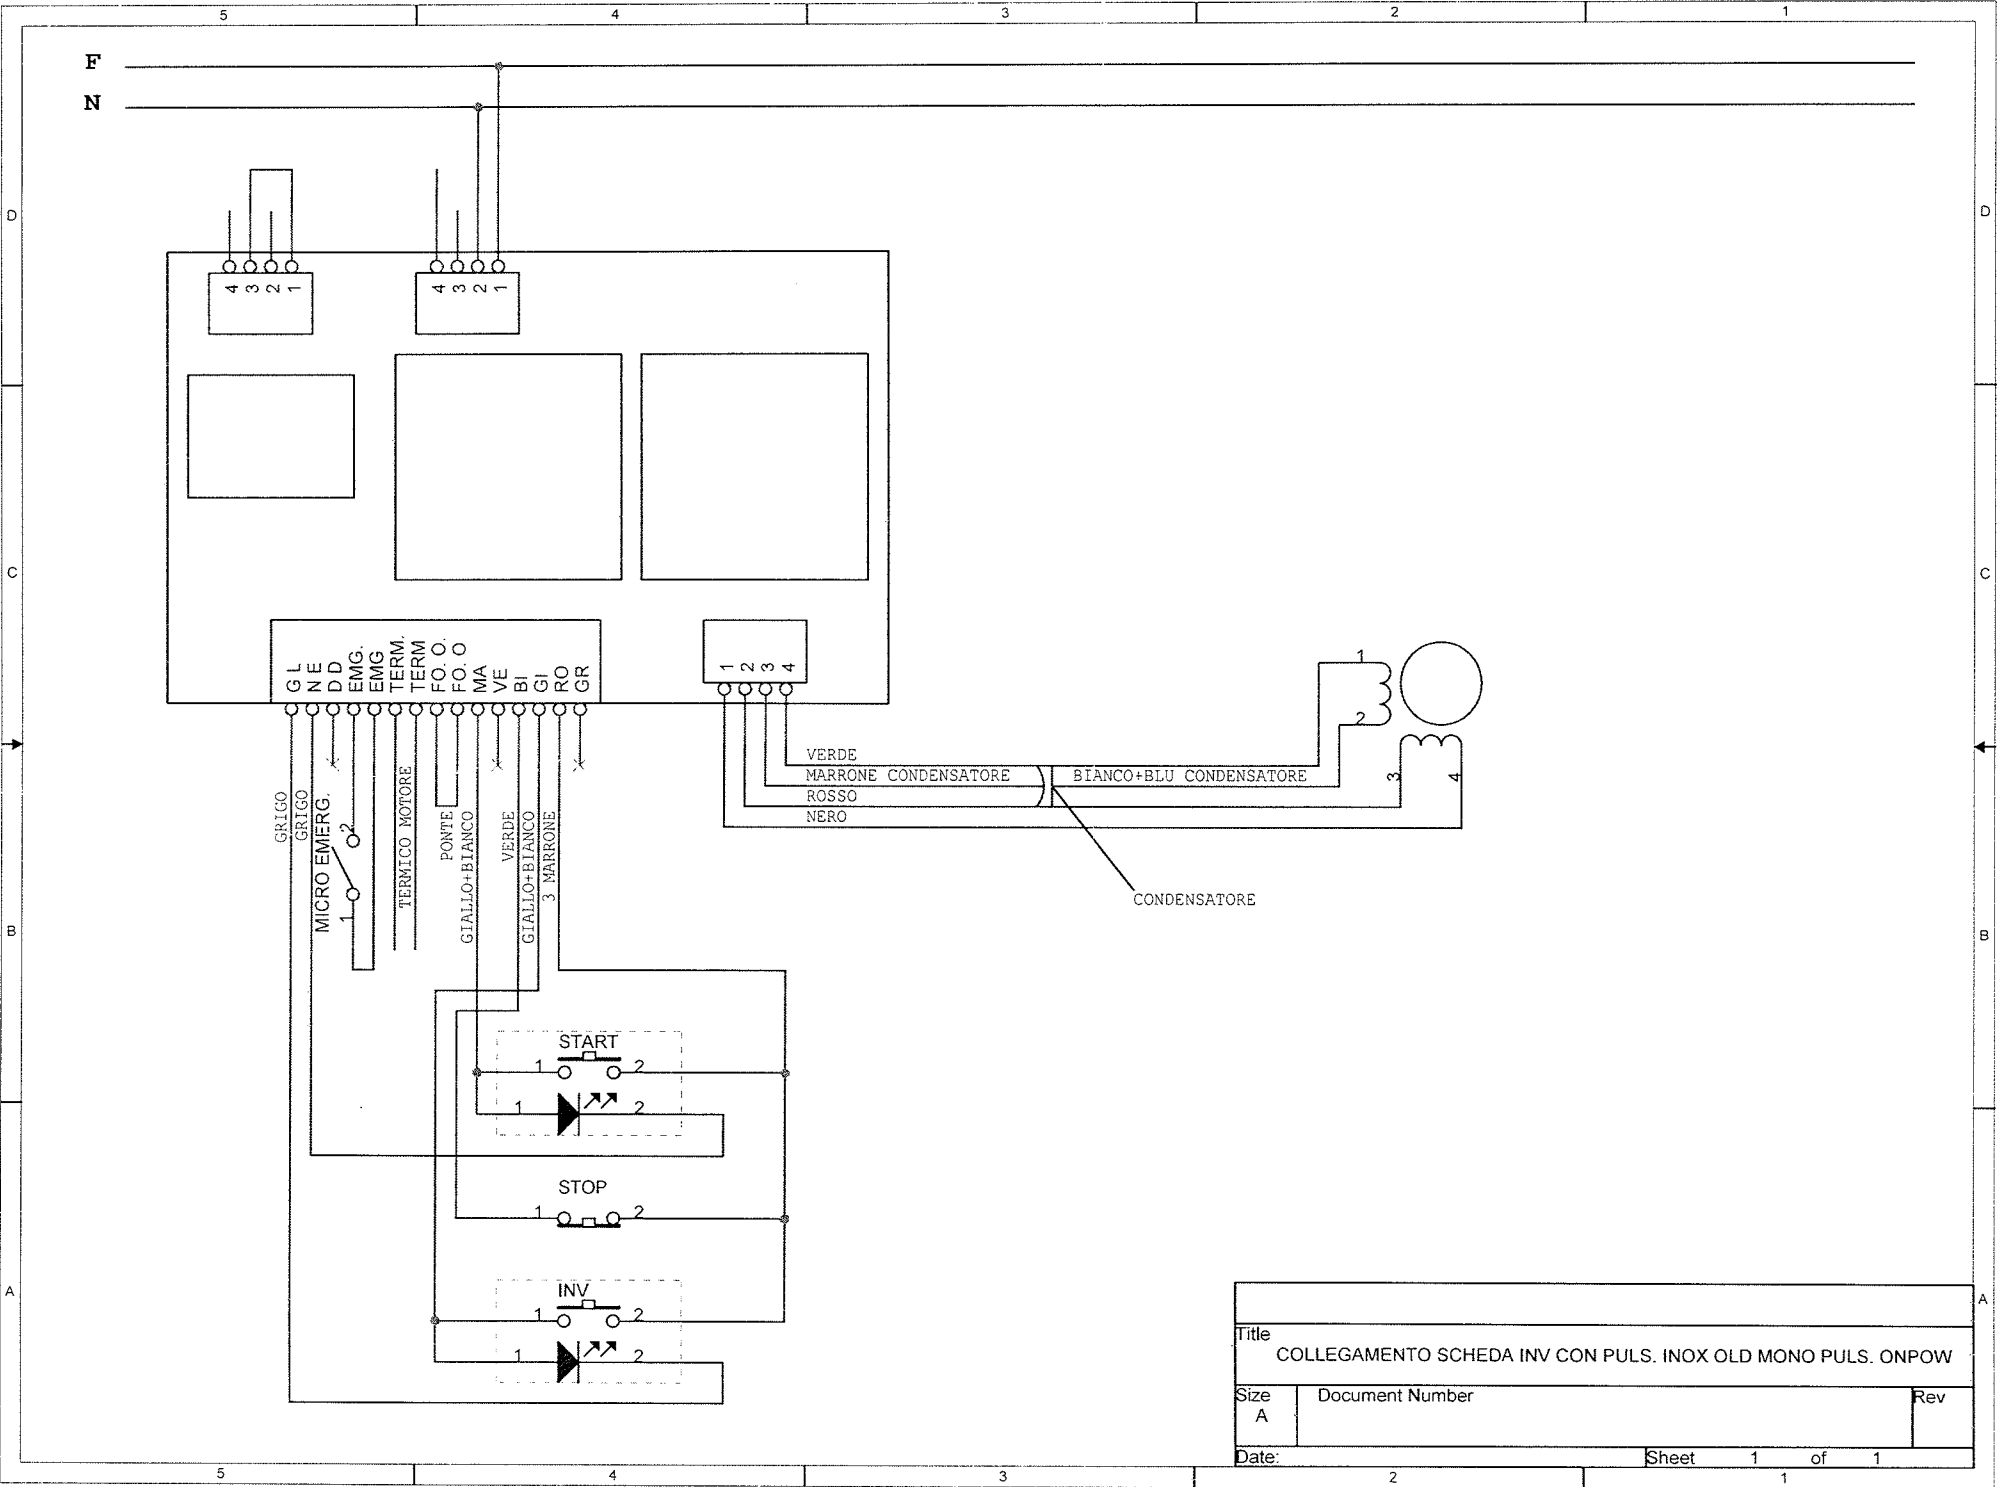 5 4 3 2 1
F
N
D D
4 3 2 1
4 3 2 1
C C
G L
N E
D D
EMG.
EMG
TERM.
TERM
FO. O.
FO. O
MA
VE
BI
GI
RO
GR
1 2 3 4
1
2
3
4
VERDE
MARRONE CONDENSATORE
BIANCO+BLU CONDENSATORE
ROSSO
NERO
CONDENSATORE
GRIGO
GRIGO
MICRO EMERG.
2
1
TERMICO MOTORE
PONTE
GIALLO+BIANCO
VERDE
GIALLO+BIANCO
3 MARRONE
B B
START
1 2
1 2
STOP
1 2
INV
1 2
1 2
A A
Title
COLLEGAMENTO SCHEDA INV CON PULS. INOX OLD MONO PULS. ONPOW
Size
A
Document Number
Rev
Date:
Sheet 1 of 1
5 4 3 2 1